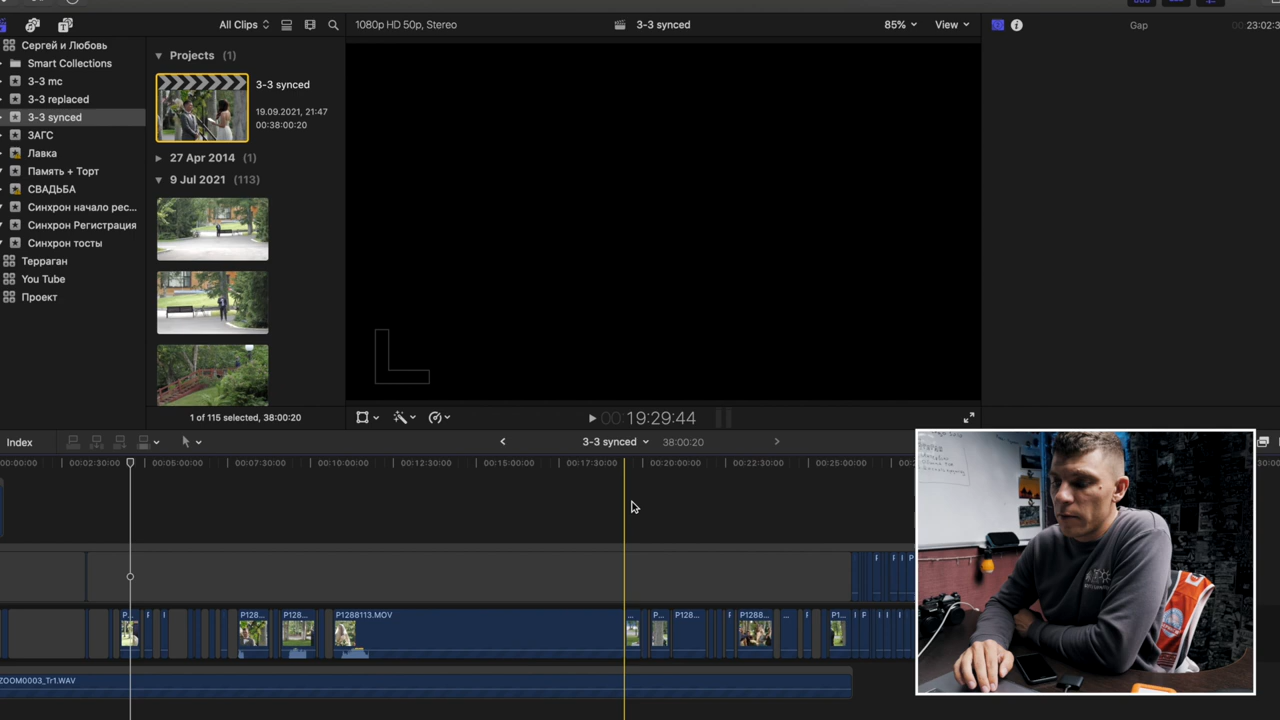 All Clips
1080p HD 50p, Stereo
3-3 synced
85%
View
Gap
00:23:02:3
Сергей и Любовь
Smart Collections
3-3 mc
3-3 replaced
3-3 synced
ЗАГС
Лавка
Память + Торт
СВАДЬБА
Синхрон начало рес...
Синхрон Регистрация
Синхрон тосты
Терраган
You Tube
Проект
Projects (1)
3-3 synced
19.09.2021, 21:47
00:38:00:20
27 Apr 2014 (1)
9 Jul 2021 (113)
1 of 115 selected, 38:00:20
00:19:29:44
Index
3-3 synced
38:00:20
00:00:00 00:02:30:00 00:05:00:00 00:07:30:00 00:10:00:00 00:12:30:00 00:15:00:00 00:17:30:00 00:20:00:00 00:22:30:00 00:25:00:00
P128... P128... P1288113.MOV P128... P1288...
ZOOM0003_Tr1.WAV